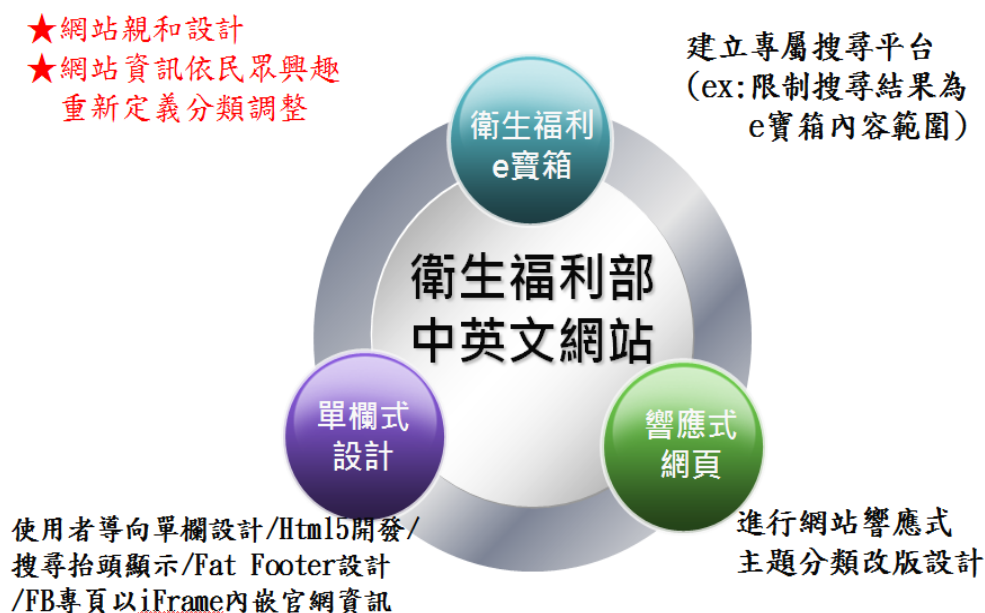 ★網站親和設計
★網站資訊依民眾興趣
重新定義分類調整
建立專屬搜尋平台
(ex:限制搜尋結果為
e寶箱內容範圍)
衛生福利
e寶箱
衛生福利部
中英文網站
單欄式
設計
響應式
網頁
使用者導向單欄設計/Html5開發/
搜尋抬頭顯示/Fat Footer設計
/FB專頁以iFrame內嵌官網資訊
進行網站響應式
主題分類改版設計